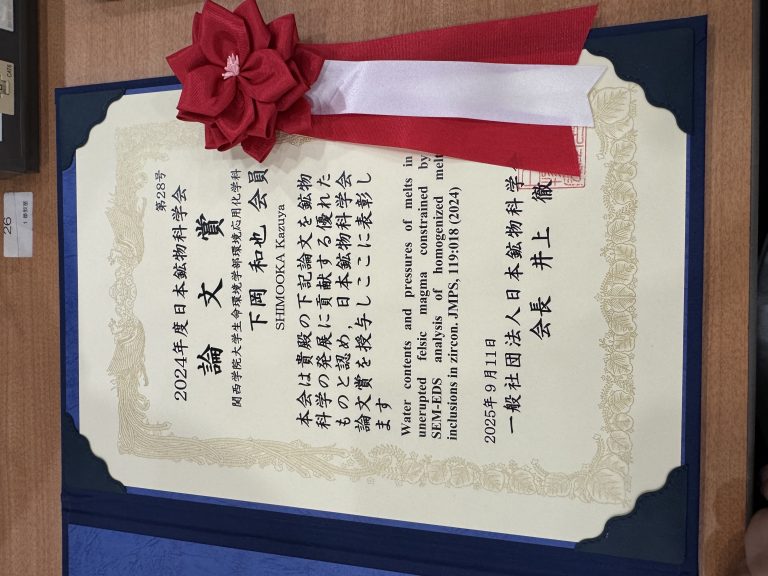 第28号
2024年度日本鉱物科学会
論文賞
関西学院大学生命環境学部環境応用化学科
下岡 和也 会員
SHIMOOKA Kazuya
本会は貴殿の下記論文を鉱物
科学の発展に貢献する優れた
ものと認め、日本鉱物科学会
論文賞を授与しここに表彰し
ます
Water contents and pressures of melts in
unerupted felsic magma constrained by
SEM-EDS analysis of homogenized melt
inclusions in zircon. JMPS, 119:018 (2024)
2025年9月11日
一般社団法人日本鉱物科学
会長 井上 徹
26